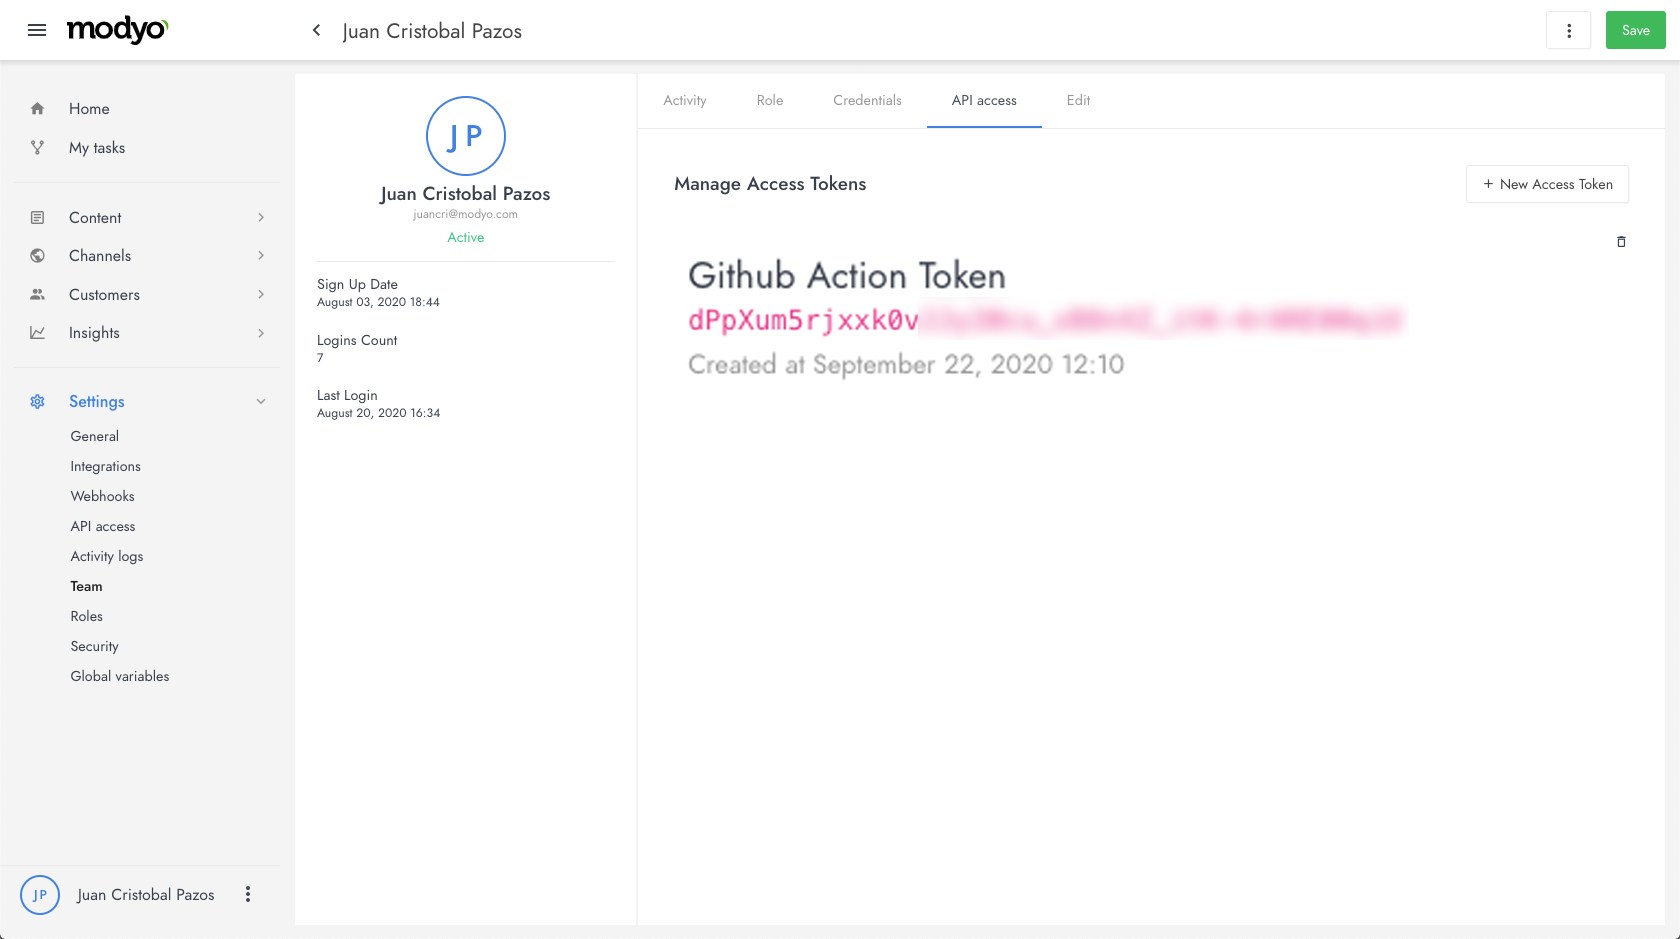 modyo
Juan Cristobal Pazos
Save
Home
My tasks
Content
Channels
Customers
Insights
Settings
General
Integrations
Webhooks
API access
Activity logs
Team
Roles
Security
Global variables
JP
Juan Cristobal Pazos
JP
Juan Cristobal Pazos
juancri@modyo.com
Active
Sign Up Date
August 03, 2020 18:44
Logins Count
7
Last Login
August 20, 2020 16:34
Activity Role Credentials API access Edit
Manage Access Tokens
+ New Access Token
Github Action Token
dPpXum5rjxxk0v
Created at September 22, 2020 12:10